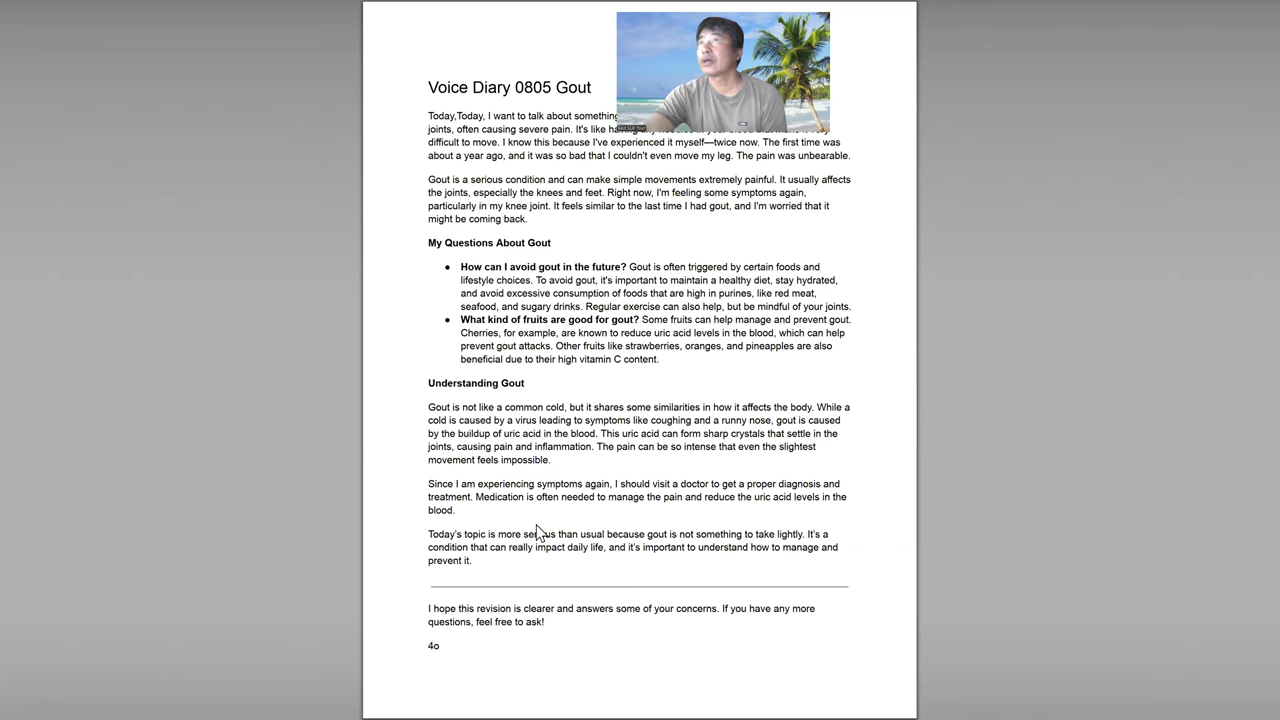 Voice Diary 0805 Gout
Today,Today, I want to talk about something
joints, often causing severe pain. It's like
difficult to move. I know this because I've experienced it myself—twice now. The first time was
about a year ago, and it was so bad that I couldn't even move my leg. The pain was unbearable.
Gout is a serious condition and can make simple movements extremely painful. It usually affects
the joints, especially the knees and feet. Right now, I'm feeling some symptoms again,
particularly in my knee joint. It feels similar to the last time I had gout, and I'm worried that it
might be coming back.
My Questions About Gout
● How can I avoid gout in the future? Gout is often triggered by certain foods and
lifestyle choices. To avoid gout, it's important to maintain a healthy diet, stay hydrated,
and avoid excessive consumption of foods that are high in purines, like red meat,
seafood, and sugary drinks. Regular exercise can also help, but be mindful of your joints.
● What kind of fruits are good for gout? Some fruits can help manage and prevent gout.
Cherries, for example, are known to reduce uric acid levels in the blood, which can help
prevent gout attacks. Other fruits like strawberries, oranges, and pineapples are also
beneficial due to their high vitamin C content.
Understanding Gout
Gout is not like a common cold, but it shares some similarities in how it affects the body. While a
cold is caused by a virus leading to symptoms like coughing and a runny nose, gout is caused
by the buildup of uric acid in the blood. This uric acid can form sharp crystals that settle in the
joints, causing pain and inflammation. The pain can be so intense that even the slightest
movement feels impossible.
Since I am experiencing symptoms again, I should visit a doctor to get a proper diagnosis and
treatment. Medication is often needed to manage the pain and reduce the uric acid levels in the
blood.
Today's topic is more serious than usual because gout is not something to take lightly. It's a
condition that can really impact daily life, and it's important to understand how to manage and
prevent it.
I hope this revision is clearer and answers some of your concerns. If you have any more
questions, feel free to ask!
4o